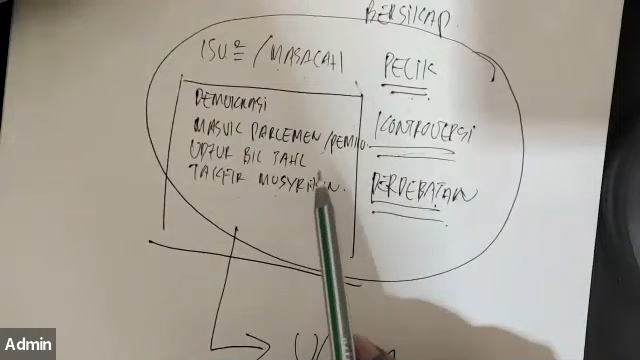 BERSIKAP.
ISU² / MASALAH
PELIK
DEMOKRASI
MASUK PARLEMEN / PEMILU.
KONTROVERSI
UDZUR BIL JAHL
TAKFIR MUSYRIKIN.
PERDEBATAN
Admin